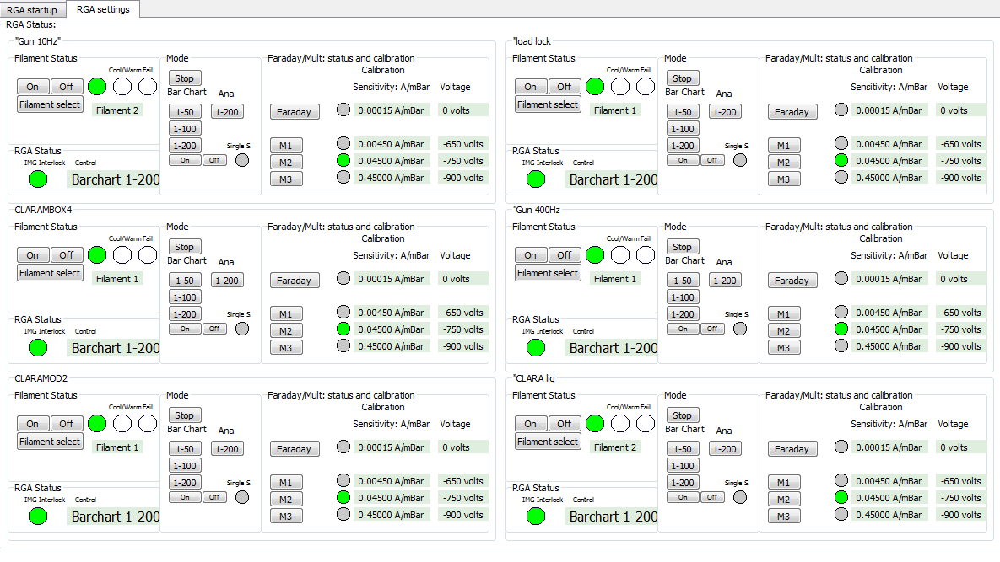 RGA startup RGA settings
RGA Status:
"Gun 10Hz"
Filament Status
Cool/Warm Fail
On Off
Filament select
Filament 2
RGA Status
IMG Interlock Control
Barchart 1-200
Mode
Stop
Bar Chart Ana
1-50 1-200
1-100
1-200 Single S.
On Off
Faraday/Mult: status and calibration
Calibration
Sensitivity: A/mBar Voltage
Faraday 0.00015 A/mBar 0 volts
M1 0.00450 A/mBar -650 volts
M2 0.04500 A/mBar -750 volts
M3 0.45000 A/mBar -900 volts
"load lock
Filament Status
Cool/Warm Fail
On Off
Filament select
Filament 1
RGA Status
IMG Interlock Control
Barchart 1-200
Mode
Stop
Bar Chart Ana
1-50 1-200
1-100
1-200 Single S.
On Off
Faraday/Mult: status and calibration
Calibration
Sensitivity: A/mBar Voltage
Faraday 0.00015 A/mBar 0 volts
M1 0.00450 A/mBar -650 volts
M2 0.04500 A/mBar -750 volts
M3 0.45000 A/mBar -900 volts
CLARAMBOX4
Filament Status
Cool/Warm Fail
On Off
Filament select
Filament 1
RGA Status
IMG Interlock Control
Barchart 1-200
Mode
Stop
Bar Chart Ana
1-50 1-200
1-100
1-200 Single S.
On Off
Faraday/Mult: status and calibration
Calibration
Sensitivity: A/mBar Voltage
Faraday 0.00015 A/mBar 0 volts
M1 0.00450 A/mBar -650 volts
M2 0.04500 A/mBar -750 volts
M3 0.45000 A/mBar -900 volts
"Gun 400Hz
Filament Status
Cool/Warm Fail
On Off
Filament select
Filament 1
RGA Status
IMG Interlock Control
Barchart 1-200
Mode
Stop
Bar Chart Ana
1-50 1-200
1-100
1-200 Single S.
On Off
Faraday/Mult: status and calibration
Calibration
Sensitivity: A/mBar Voltage
Faraday 0.00015 A/mBar 0 volts
M1 0.00450 A/mBar -650 volts
M2 0.04500 A/mBar -750 volts
M3 0.45000 A/mBar -900 volts
CLARAMOD2
Filament Status
Cool/Warm Fail
On Off
Filament select
Filament 1
RGA Status
IMG Interlock Control
Barchart 1-200
Mode
Stop
Bar Chart Ana
1-50 1-200
1-100
1-200 Single S.
On Off
Faraday/Mult: status and calibration
Calibration
Sensitivity: A/mBar Voltage
Faraday 0.00015 A/mBar 0 volts
M1 0.00450 A/mBar -650 volts
M2 0.04500 A/mBar -750 volts
M3 0.45000 A/mBar -900 volts
"CLARA lig
Filament Status
Cool/Warm Fail
On Off
Filament select
Filament 2
RGA Status
IMG Interlock Control
Barchart 1-200
Mode
Stop
Bar Chart Ana
1-50 1-200
1-100
1-200 Single S.
On Off
Faraday/Mult: status and calibration
Calibration
Sensitivity: A/mBar Voltage
Faraday 0.00015 A/mBar 0 volts
M1 0.00450 A/mBar -650 volts
M2 0.04500 A/mBar -750 volts
M3 0.45000 A/mBar -900 volts